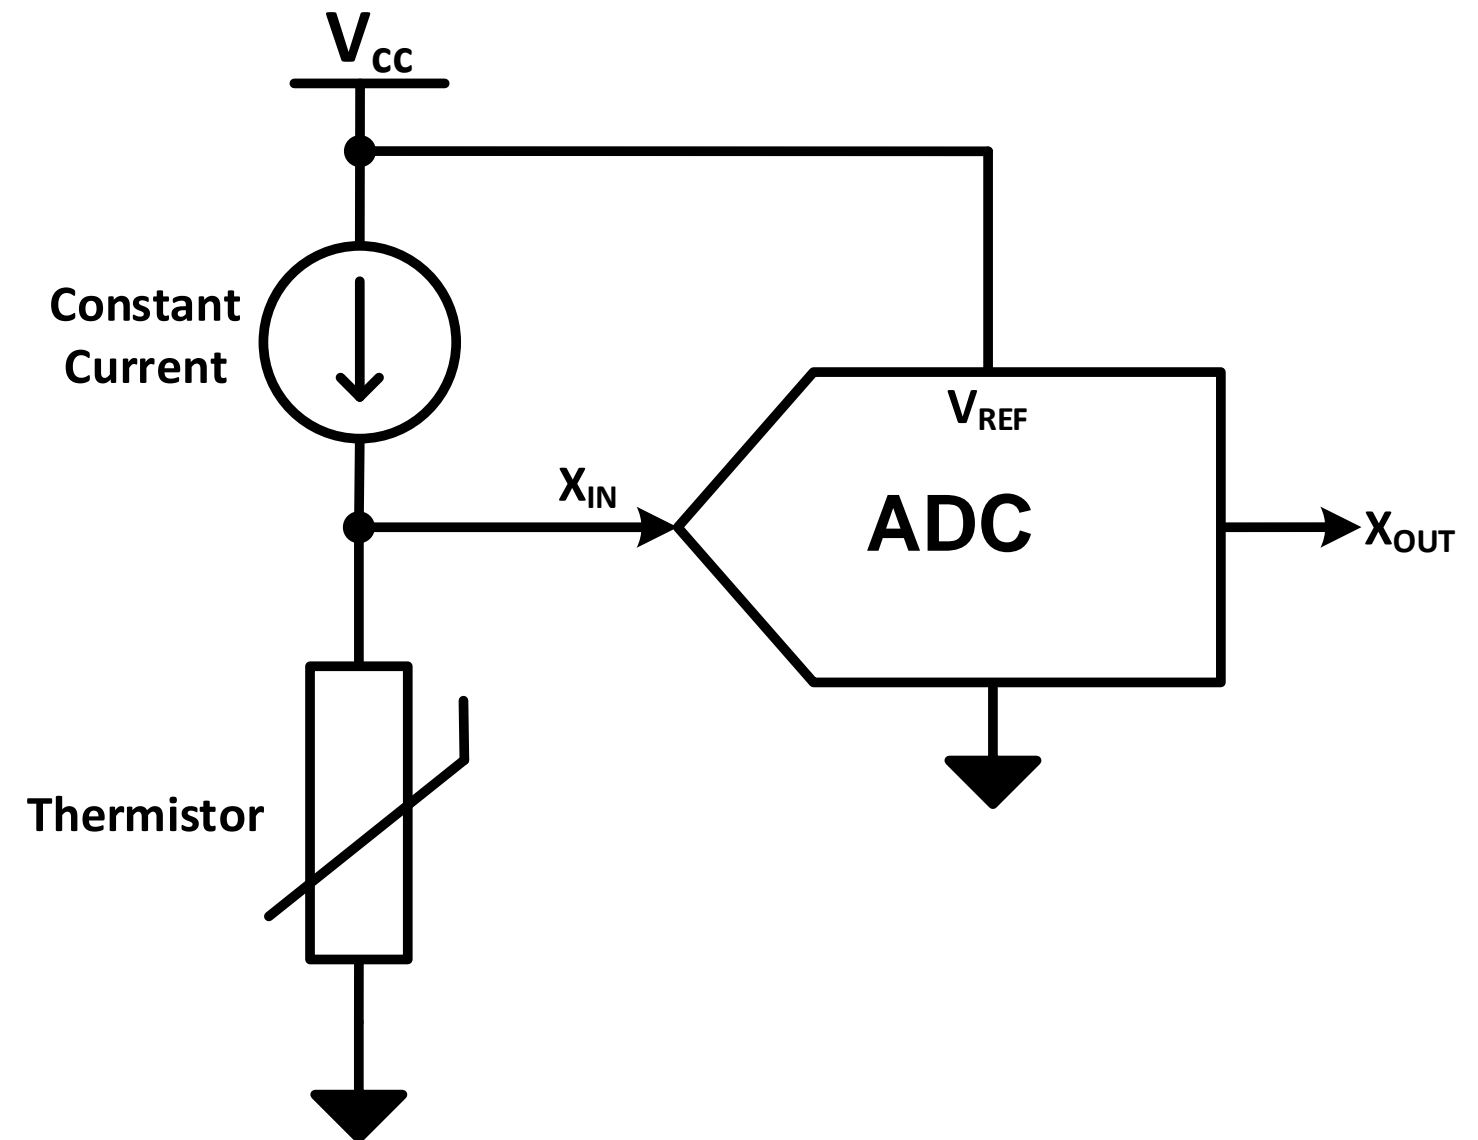 Vcc
Constant
Current
VREF
XIN
ADC
XOUT
Thermistor